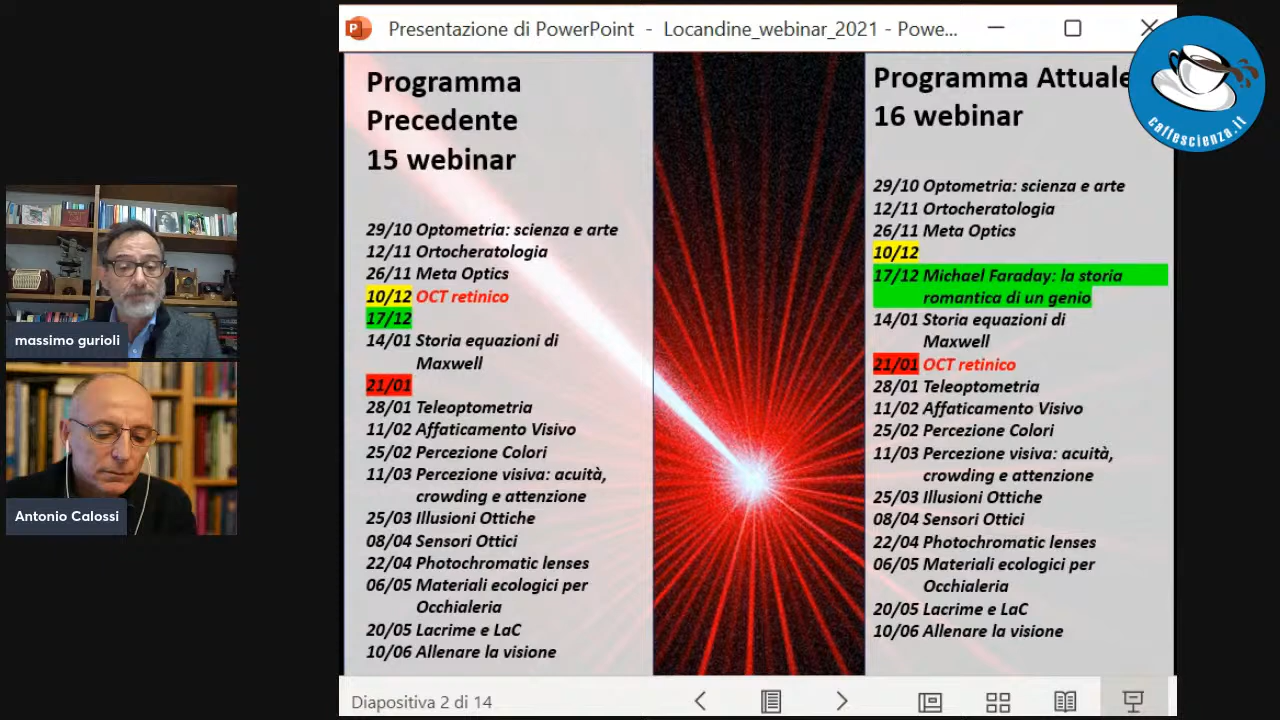 Presentazione di PowerPoint - Locandine_webinar_2021 - Powe...
Programma
Precedente
15 webinar
29/10 Optometria: scienza e arte
12/11 Ortocheratologia
26/11 Meta Optics
10/12 OCT retinico
17/12
14/01 Storia equazioni di
Maxwell
21/01
28/01 Teleoptometria
11/02 Affaticamento Visivo
25/02 Percezione Colori
11/03 Percezione visiva: acuità,
crowding e attenzione
25/03 Illusioni Ottiche
08/04 Sensori Ottici
22/04 Photochromatic lenses
06/05 Materiali ecologici per
Occhialeria
20/05 Lacrime e LaC
10/06 Allenare la visione
Programma Attuale
16 webinar
29/10 Optometria: scienza e arte
12/11 Ortocheratologia
26/11 Meta Optics
10/12
17/12 Michael Faraday: la storia
romantica di un genio
14/01 Storia equazioni di
Maxwell
21/01 OCT retinico
28/01 Teleoptometria
11/02 Affaticamento Visivo
25/02 Percezione Colori
11/03 Percezione visiva: acuità,
crowding e attenzione
25/03 Illusioni Ottiche
08/04 Sensori Ottici
22/04 Photochromatic lenses
06/05 Materiali ecologici per
Occhialeria
20/05 Lacrime e LaC
10/06 Allenare la visione
caffescienza.it
massimo gurioli
Antonio Calossi
Diapositiva 2 di 14